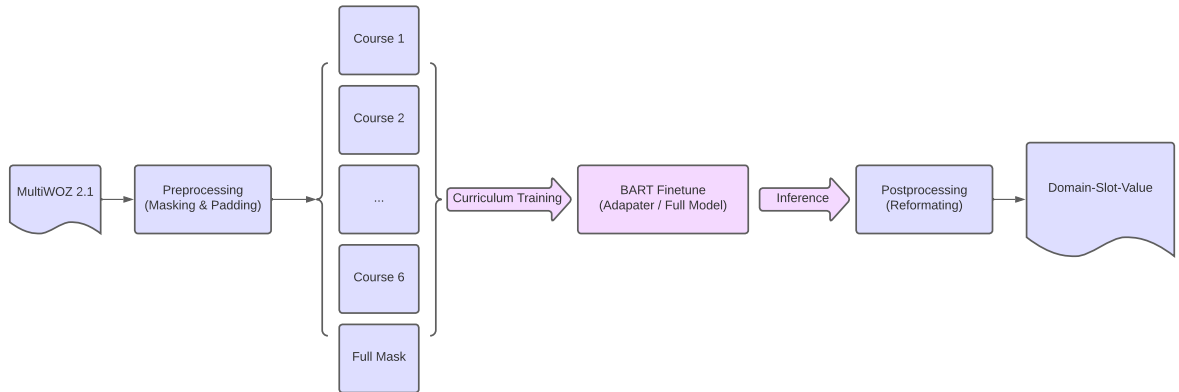 MultiWOZ 2.1
Preprocessing
(Masking & Padding)
Course 1
Course 2
...
Course 6
Full Mask
Curriculum Training
BART Finetune
(Adapater / Full Model)
Inference
Postprocessing
(Reformating)
Domain-Slot-Value